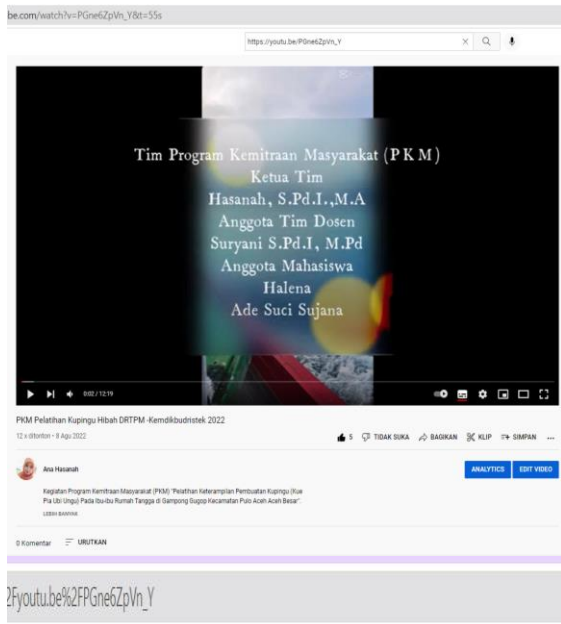 be.com/watch?v=PGne6ZpVn_Y&t=55s
https://youtu.be/PGne6ZpVn_Y
Tim Program Kemitraan Masyarakat (P K M)
Ketua Tim
Hasanah, S.Pd.I.,M.A
Anggota Tim Dosen
Suryani S.Pd.I, M.Pd
Anggota Mahasiswa
Halena
Ade Suci Sujana
0:02 / 12:19
PKM Pelatihan Kupingu Hibah DRTPM -Kemdikbudristek 2022
12 x ditonton • 8 Agu 2022
5 TIDAK SUKA BAGIKAN KLIP SIMPAN ...
Ana Hasanah
ANALYTICS EDIT VIDEO
Kegiatan Program Kemitraan Masyarakat (PKM) "Pelatihan Keterampilan Pembuatan Kupingu (Kue
Pia Ubi Ungu) Pada Ibu-ibu Rumah Tangga di Gampong Gugop Kecamatan Pulo Aceh Aceh Besar".
LEBIH BANYAK
0 Komentar URUTKAN
2Fyoutu.be%2FPGne6ZpVn_Y